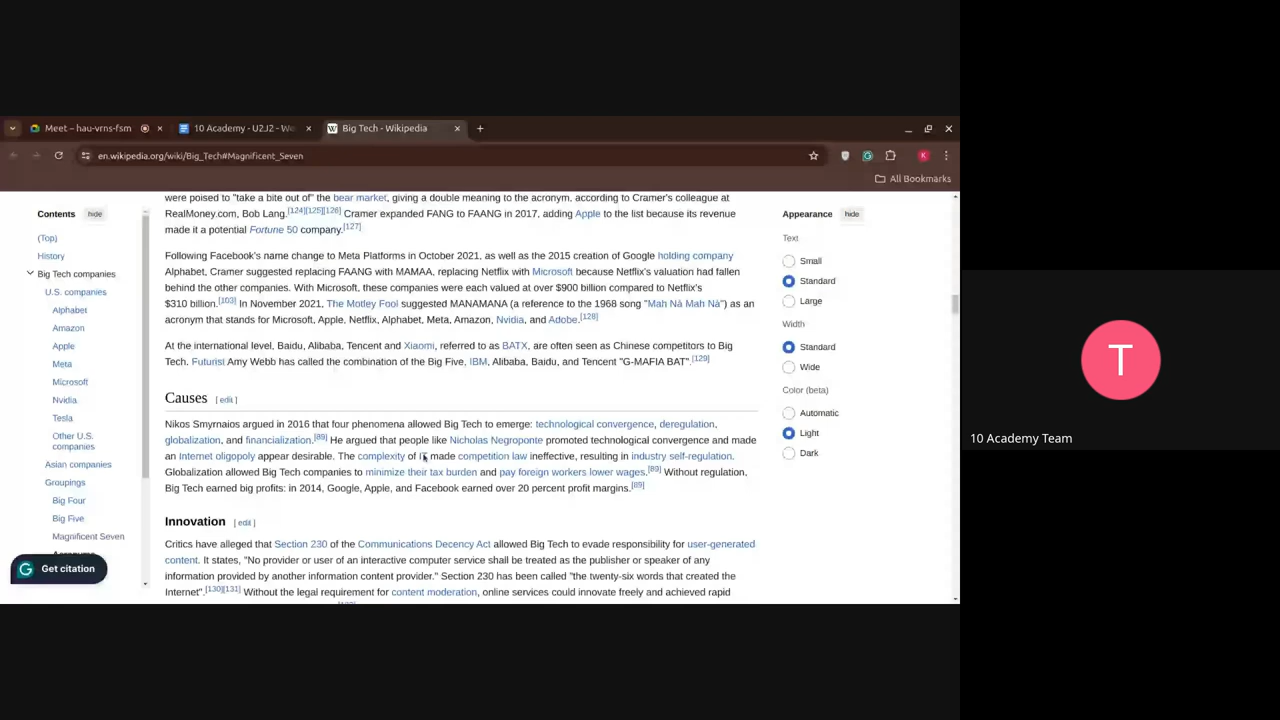 Meet – hau-vrns-fsm
10 Academy - U2J2 - We
Big Tech - Wikipedia
en.wikipedia.org/wiki/Big_Tech#Magnificent_Seven
K
All Bookmarks
Contents hide
(Top)
History
Big Tech companies
U.S. companies
Alphabet
Amazon
Apple
Meta
Microsoft
Nvidia
Tesla
Other U.S.
companies
Asian companies
Groupings
Big Four
Big Five
Magnificent Seven
Get citation
were poised to "take a bite out of" the bear market, giving a double meaning to the acronym, according to Cramer's colleague at
RealMoney.com, Bob Lang.[124][125][126] Cramer expanded FANG to FAANG in 2017, adding Apple to the list because its revenue
made it a potential Fortune 50 company.[127]
Following Facebook's name change to Meta Platforms in October 2021, as well as the 2015 creation of Google holding company
Alphabet, Cramer suggested replacing FAANG with MAMAA, replacing Netflix with Microsoft because Netflix's valuation had fallen
behind the other companies. With Microsoft, these companies were each valued at over $900 billion compared to Netflix's
$310 billion.[103] In November 2021, The Motley Fool suggested MANAMANA (a reference to the 1968 song "Mah Nà Mah Nà") as an
acronym that stands for Microsoft, Apple, Netflix, Alphabet, Meta, Amazon, Nvidia, and Adobe.[128]
At the international level, Baidu, Alibaba, Tencent and Xiaomi, referred to as BATX, are often seen as Chinese competitors to Big
Tech. Futurist Amy Webb has called the combination of the Big Five, IBM, Alibaba, Baidu, and Tencent "G-MAFIA BAT".[129]
Causes [ edit ]
Nikos Smyrnaios argued in 2016 that four phenomena allowed Big Tech to emerge: technological convergence, deregulation,
globalization, and financialization.[89] He argued that people like Nicholas Negroponte promoted technological convergence and made
an Internet oligopoly appear desirable. The complexity of made competition law ineffective, resulting in industry self-regulation.
Globalization allowed Big Tech companies to minimize their tax burden and pay foreign workers lower wages.[89] Without regulation,
Big Tech earned big profits: in 2014, Google, Apple, and Facebook earned over 20 percent profit margins.[89]
Innovation [ edit ]
Critics have alleged that Section 230 of the Communications Decency Act allowed Big Tech to evade responsibility for user-generated
content. It states, "No provider or user of an interactive computer service shall be treated as the publisher or speaker of any
information provided by another information content provider." Section 230 has been called "the twenty-six words that created the
Internet".[130][131] Without the legal requirement for content moderation, online services could innovate freely and achieved rapid
Appearance hide
Text
Small
Standard
Large
Width
Standard
Wide
Color (beta)
Automatic
Light
Dark
T
10 Academy Team